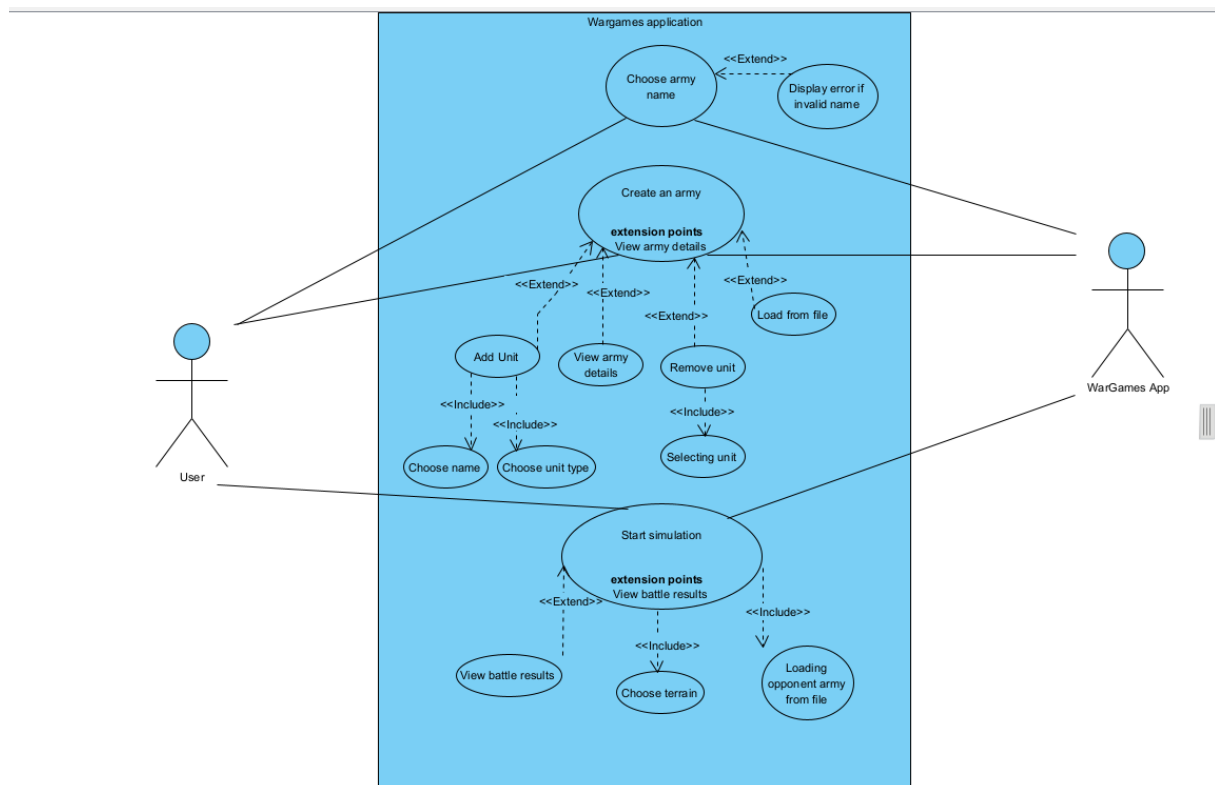 Wargames application
<<Extend>>
Choose army
name
Display error if
invalid name
Create an army
extension points
View army details
<<Extend>>
<<Extend>>
<<Extend>>
<<Extend>>
Load from file
Add Unit
View army
details
Remove unit
WarGames App
<<Include>>
<<Include>>
<<Include>>
Choose name
Choose unit type
Selecting unit
User
Start simulation
extension points
View battle results
<<Extend>>
<<Include>>
<<Include>>
View battle results
Choose terrain
Loading
opponent army
from file